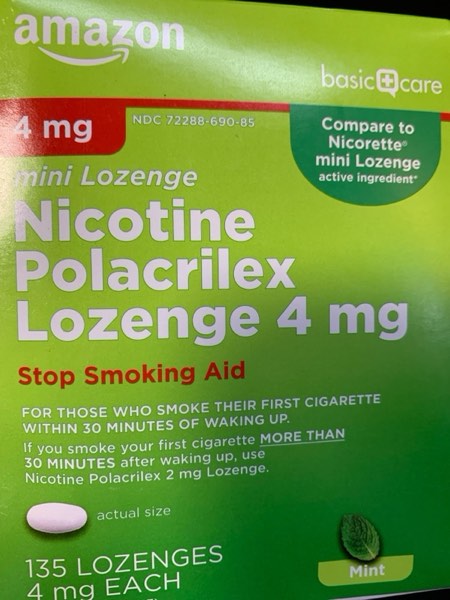 amazon
basic care
4 mg
NDC 72288-690-85
Compare to
Nicorette®
mini Lozenge
active ingredient*
mini Lozenge
Nicotine
Polacrilex
Lozenge 4 mg
Stop Smoking Aid
FOR THOSE WHO SMOKE THEIR FIRST CIGARETTE
WITHIN 30 MINUTES OF WAKING UP.
If you smoke your first cigarette MORE THAN
30 MINUTES after waking up, use
Nicotine Polacrilex 2 mg Lozenge.
actual size
135 LOZENGES
4 mg EACH
Mint